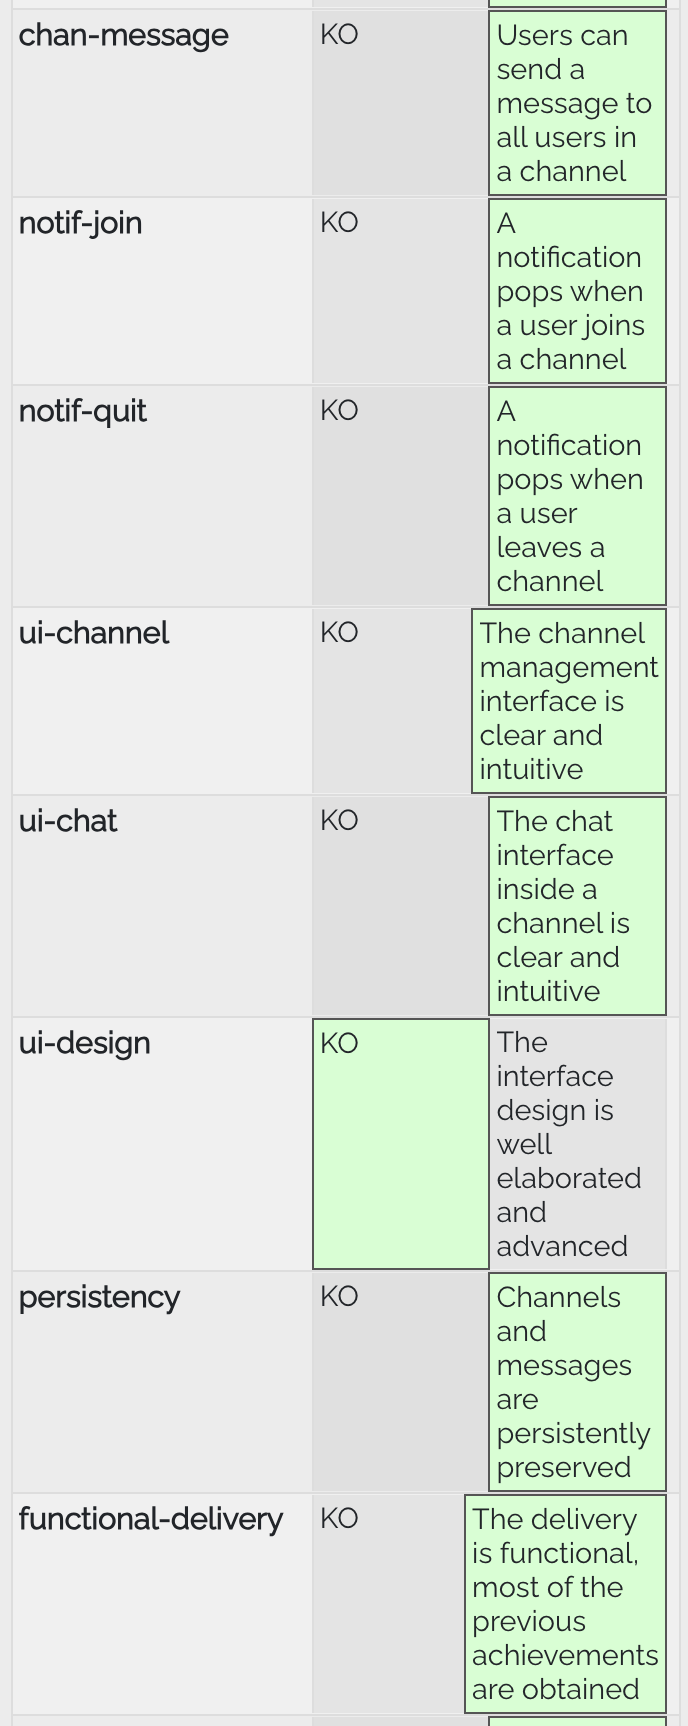 chan-message
KO
Users can
send a
message to
all users in
a channel
notif-join
KO
A
notification
pops when
a user joins
a channel
notif-quit
KO
A
notification
pops when
a user
leaves a
channel
ui-channel
KO
The channel
management
interface is
clear and
intuitive
ui-chat
KO
The chat
interface
inside a
channel is
clear and
intuitive
ui-design
KO
The
interface
design is
well
elaborated
and
advanced
persistency
KO
Channels
and
messages
are
persistently
preserved
functional-delivery
KO
The delivery
is functional,
most of the
previous
achievements
are obtained